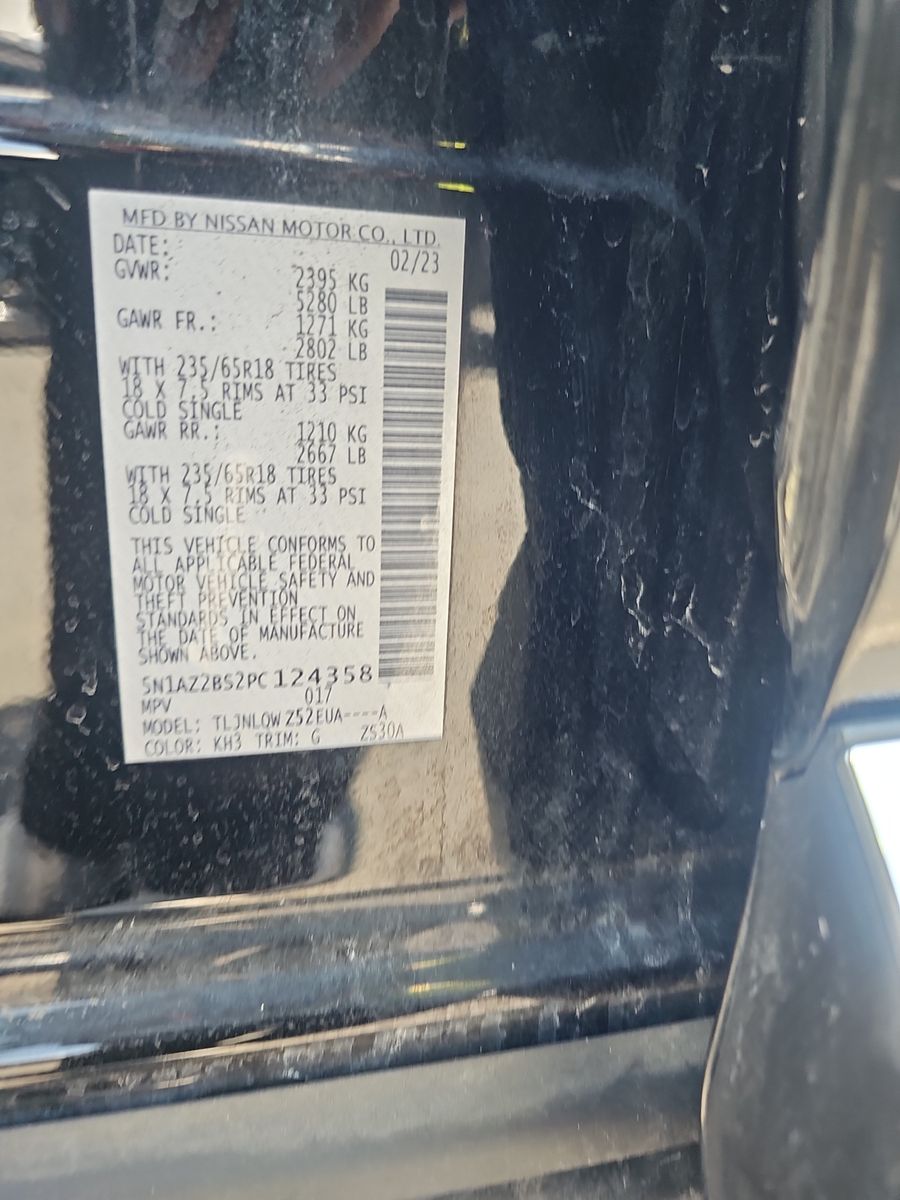 MFD BY NISSAN MOTOR CO., LTD.
DATE: 02/23
GVWR: 2395 KG
5280 LB
GAWR FR.: 1271 KG
2802 LB
WITH 235/65R18 TIRES
18 X 7.5 RIMS AT 33 PSI
COLD SINGLE
GAWR RR.: 1210 KG
2667 LB
WITH 235/65R18 TIRES
18 X 7.5 RIMS AT 33 PSI
COLD SINGLE
THIS VEHICLE CONFORMS TO
ALL APPLICABLE FEDERAL
MOTOR VEHICLE SAFETY AND
THEFT PREVENTION
STANDARDS IN EFFECT ON
THE DATE OF MANUFACTURE
SHOWN ABOVE.
5N1AZ2BS2PC124358
MPV 017
MODEL: TLJNLQWZ52EUA----A
COLOR: KH3 TRIM: G ZS30A